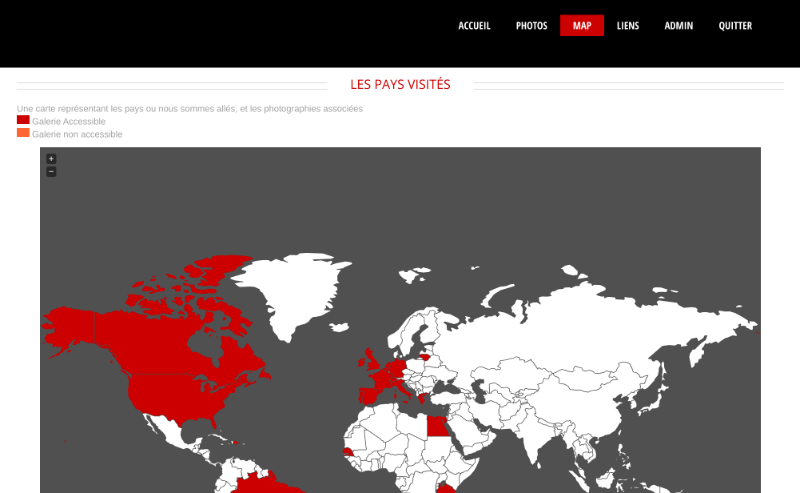 ACCUEIL PHOTOS MAP LIENS ADMIN QUITTER
LES PAYS VISITÉS
Une carte représentant les pays ou nous sommes allés, et les photographies associées
Galerie Accessible
Galerie non accessible
+
−